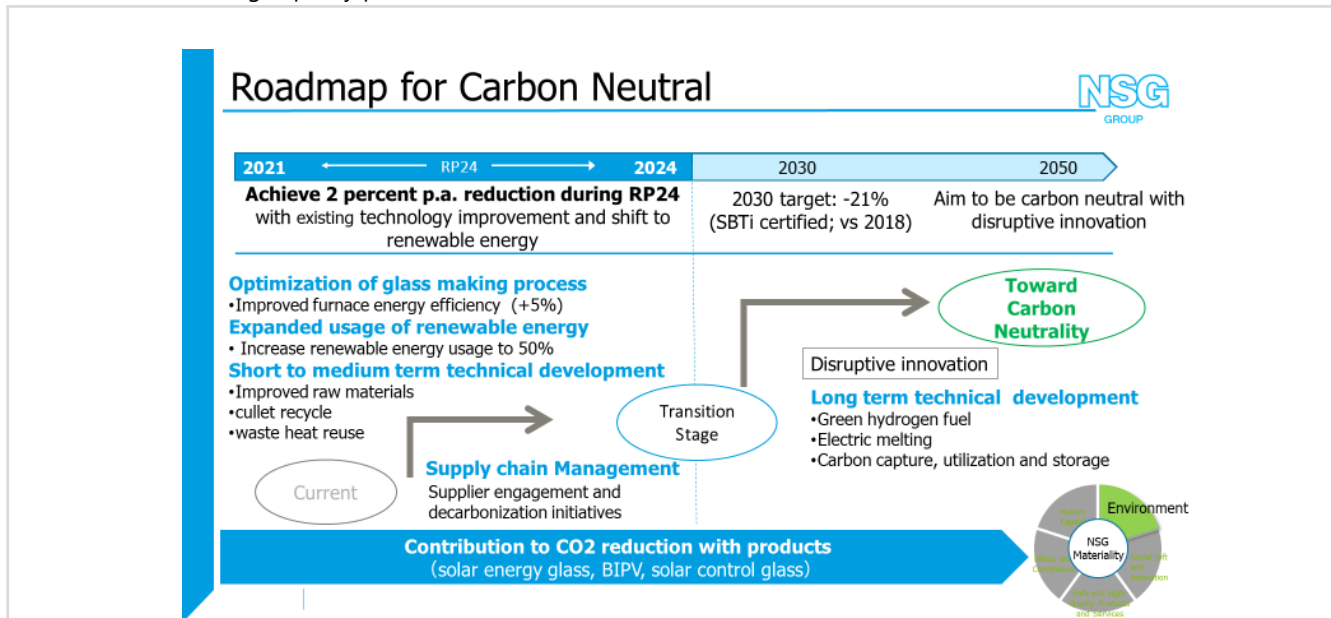 Roadmap for Carbon Neutral
NSG
GROUP
2021 RP24 2024 2030 2050
Achieve 2 percent p.a. reduction during RP24
with existing technology improvement and shift to
renewable energy
2030 target: -21%
(SBTi certified; vs 2018)
Aim to be carbon neutral with
disruptive innovation
Optimization of glass making process
•Improved furnace energy efficiency (+5%)
Expanded usage of renewable energy
• Increase renewable energy usage to 50%
Short to medium term technical development
•Improved raw materials
•cullet recycle
•waste heat reuse
Current
Supply chain Management
Supplier engagement and
decarbonization initiatives
Transition
Stage
Toward
Carbon
Neutrality
Disruptive innovation
Long term technical development
•Green hydrogen fuel
•Electric melting
•Carbon capture, utilization and storage
Contribution to CO2 reduction with products
(solar energy glass, BIPV, solar control glass)
Environment
NSG
Materiality
and Services